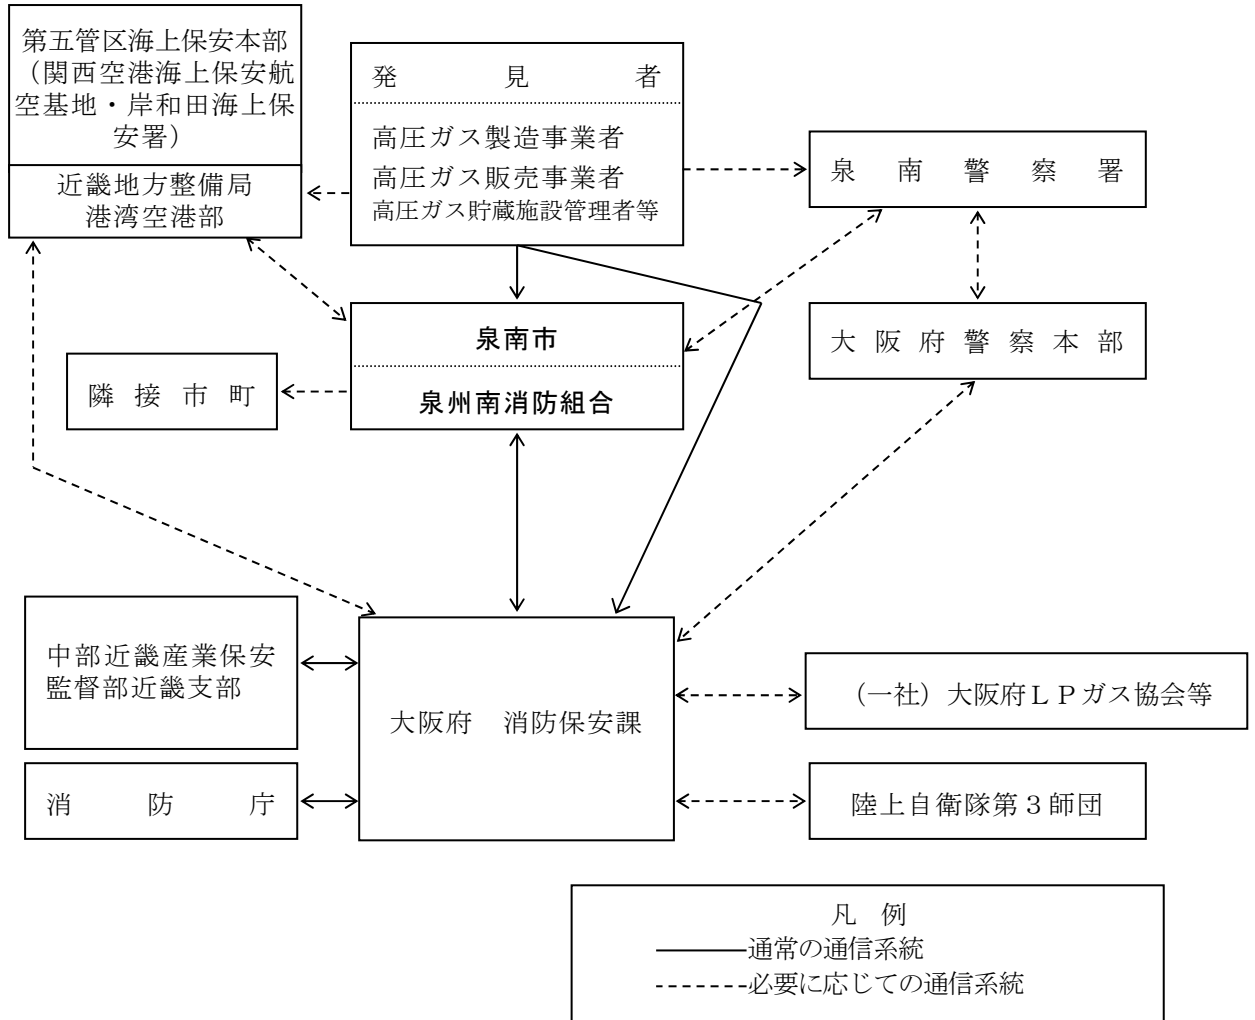 第五管区海上保安本部
（関西空港海上保安航
空基地・岸和田海上保
安署）
近畿地方整備局
港湾空港部
発見者
高圧ガス製造事業者
高圧ガス販売事業者
高圧ガス貯蔵施設管理者等
泉南警察署
泉南市
泉州南消防組合
大阪府警察本部
隣接市町
中部近畿産業保安
監督部近畿支部
大阪府　消防保安課
（一社）大阪府ＬＰガス協会等
消防庁
陸上自衛隊第３師団
凡　例
通常の通信系統
必要に応じての通信系統